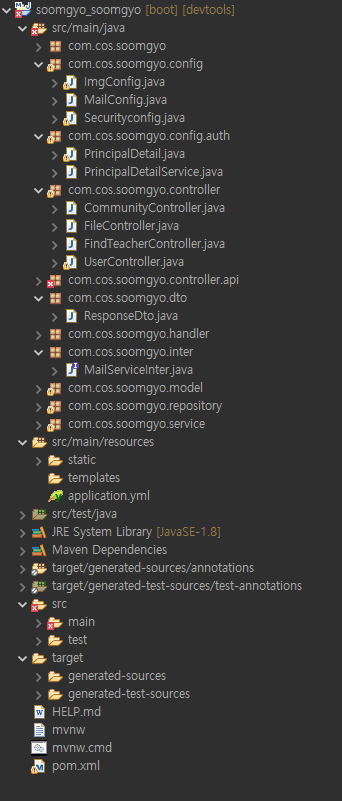 soomgyo_soomgyo [boot] [devtools]
src/main/java
com.cos.soomgyo
com.cos.soomgyo.config
ImgConfig.java
MailConfig.java
Securityconfig.java
com.cos.soomgyo.config.auth
PrincipalDetail.java
PrincipalDetailService.java
com.cos.soomgyo.controller
CommunityController.java
FileController.java
FindTeacherController.java
UserController.java
com.cos.soomgyo.controller.api
com.cos.soomgyo.dto
ResponseDto.java
com.cos.soomgyo.handler
com.cos.soomgyo.inter
MailServiceInter.java
com.cos.soomgyo.model
com.cos.soomgyo.repository
com.cos.soomgyo.service
src/main/resources
static
templates
application.yml
src/test/java
JRE System Library [JavaSE-1.8]
Maven Dependencies
target/generated-sources/annotations
target/generated-test-sources/test-annotations
src
main
test
target
generated-sources
generated-test-sources
HELP.md
mvnw
mvnw.cmd
pom.xml